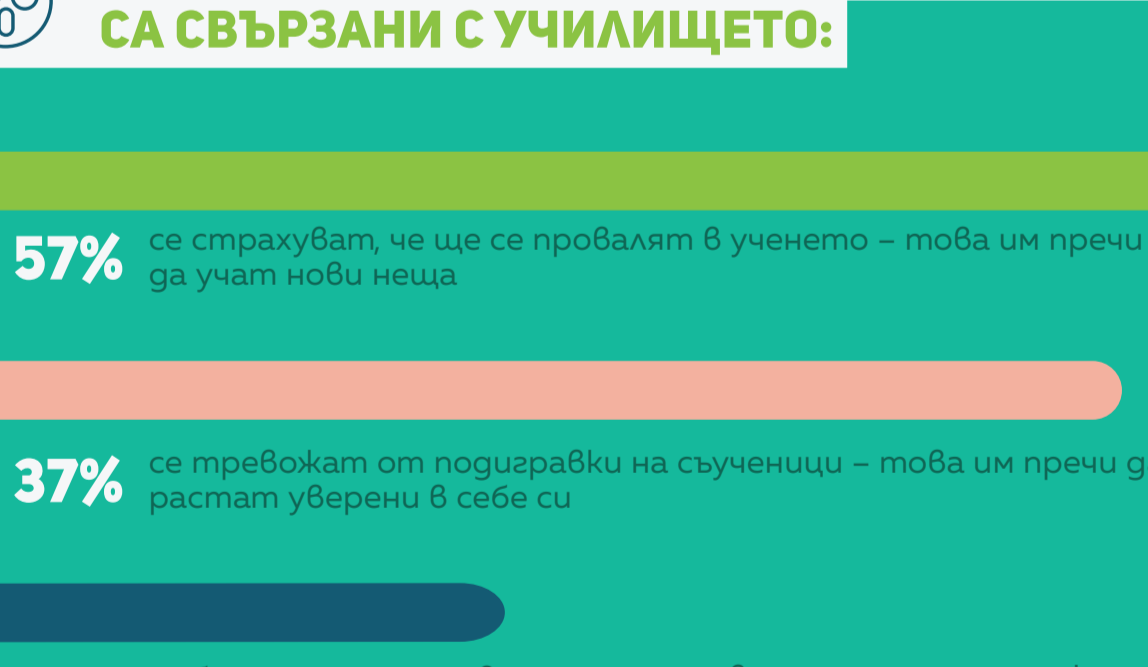 СА СВЪРЗАНИ С УЧИЛИЩЕТО:
57% се страхуват, че ще се провалят в ученето – това им пречи
да учат нови неща
37% се тревожат от подигравки на съученици – това им пречи
растат уверени в себе си